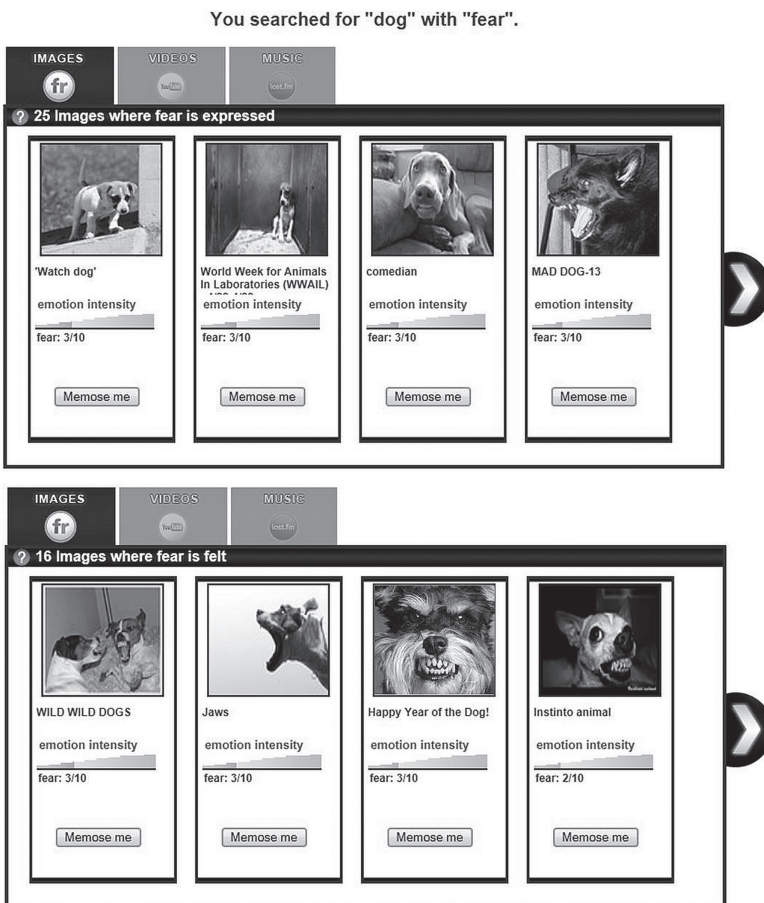 You searched for "dog" with "fear".
IMAGES VIDEOS MUSIC
fr YouTube
? 25 Images where fear is expressed
'Watch dog'
World Week for Animals
In Laboratories (WWAIL)
comedian
MAD DOG-13
emotion intensity emotion intensity emotion intensity emotion intensity
fear: 3/10 fear: 3/10 fear: 3/10 fear: 3/10
Memose me Memose me Memose me Memose me
IMAGES VIDEOS MUSIC
fr YouTube
? 16 Images where fear is felt
WILD WILD DOGS Jaws Happy Year of the Dog! Instinto animal
emotion intensity emotion intensity emotion intensity emotion intensity
fear: 3/10 fear: 3/10 fear: 3/10 fear: 2/10
Memose me Memose me Memose me Memose me